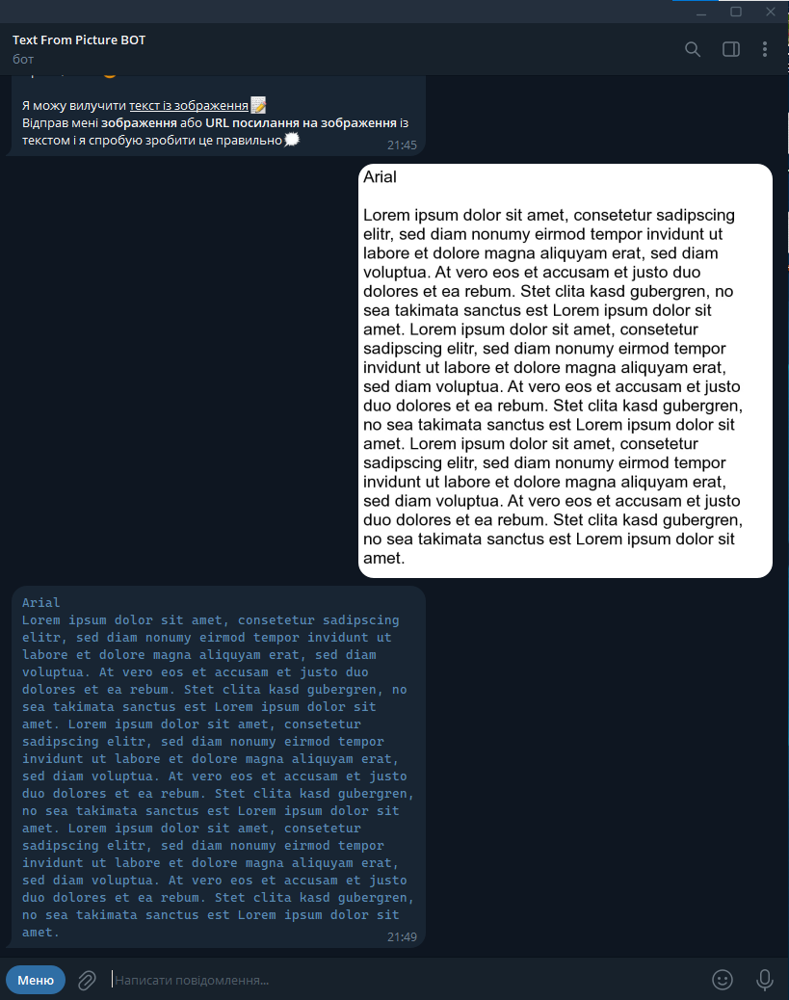 Text From Picture BOT
бот
Я можу вилучити текст із зображення
Відправ мені зображення або URL посилання на зображення із
текстом і я спробую зробити це правильно
21:45
Arial
Lorem ipsum dolor sit amet, consetetur sadipscing
elitr, sed diam nonumy eirmod tempor invidunt ut
labore et dolore magna aliquyam erat, sed diam
voluptua. At vero eos et accusam et justo duo
dolores et ea rebum. Stet clita kasd gubergren, no
sea takimata sanctus est Lorem ipsum dolor sit
amet. Lorem ipsum dolor sit amet, consetetur
sadipscing elitr, sed diam nonumy eirmod tempor
invidunt ut labore et dolore magna aliquyam erat,
sed diam voluptua. At vero eos et accusam et justo
duo dolores et ea rebum. Stet clita kasd gubergren,
no sea takimata sanctus est Lorem ipsum dolor sit
amet. Lorem ipsum dolor sit amet, consetetur
sadipscing elitr, sed diam nonumy eirmod tempor
invidunt ut labore et dolore magna aliquyam erat,
sed diam voluptua. At vero eos et accusam et justo
duo dolores et ea rebum. Stet clita kasd gubergren,
no sea takimata sanctus est Lorem ipsum dolor sit
amet.
Arial
Lorem ipsum dolor sit amet, consetetur sadipscing
elitr, sed diam nonumy eirmod tempor invidunt ut
labore et dolore magna aliquyam erat, sed diam
voluptua. At vero eos et accusam et justo duo
dolores et ea rebum. Stet clita kasd gubergren, no
sea takimata sanctus est Lorem ipsum dolor sit
amet. Lorem ipsum dolor sit amet, consetetur
sadipscing elitr, sed diam nonumy eirmod tempor
invidunt ut labore et dolore magna aliquyam erat,
sed diam voluptua. At vero eos et accusam et justo
duo dolores et ea rebum. Stet clita kasd gubergren,
no sea takimata sanctus est Lorem ipsum dolor sit
amet. Lorem ipsum dolor sit amet, consetetur
sadipscing elitr, sed diam nonumy eirmod tempor
invidunt ut labore et dolore magna aliquyam erat,
sed diam voluptua. At vero eos et accusam et justo
duo dolores et ea rebum. Stet clita kasd gubergren,
no sea takimata sanctus est Lorem ipsum dolor sit
amet.
21:49
Меню
Написати повідомлення...